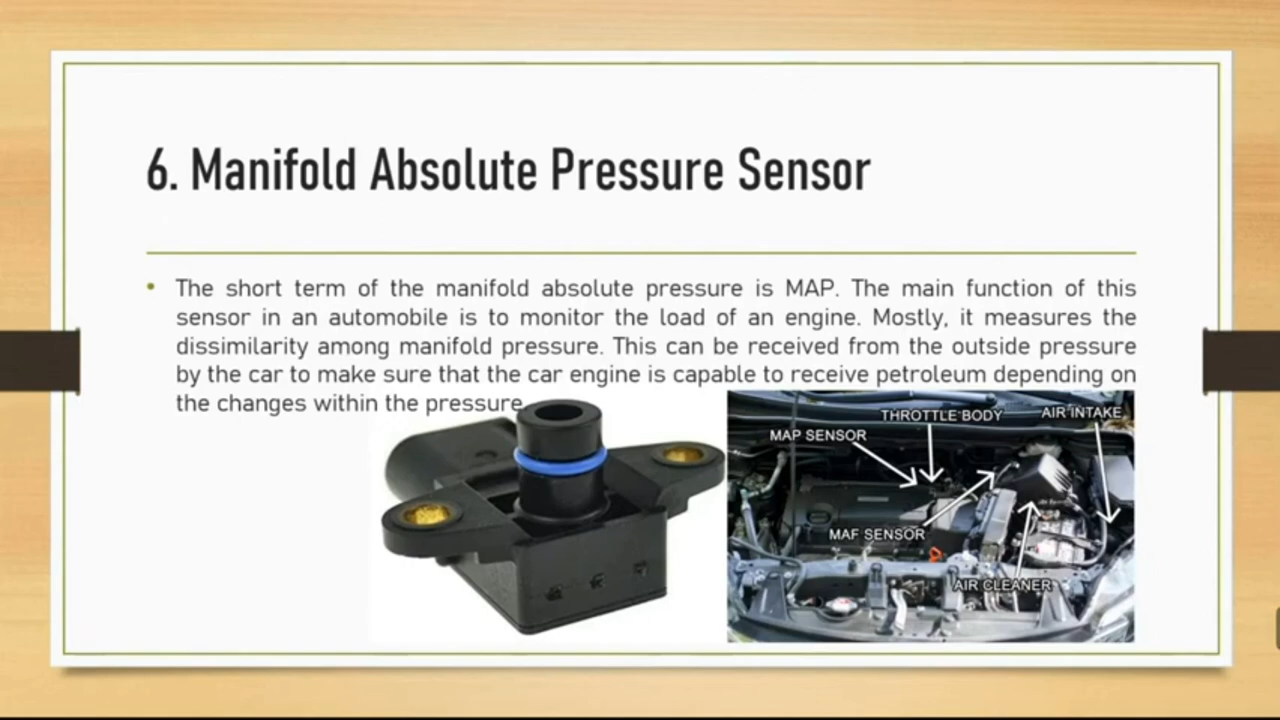 6. Manifold Absolute Pressure Sensor
• The short term of the manifold absolute pressure is MAP. The main function of this
sensor in an automobile is to monitor the load of an engine. Mostly, it measures the
dissimilarity among manifold pressure. This can be received from the outside pressure
by the car to make sure that the car engine is capable to receive petroleum depending on
the changes within the pressure.
THROTTLE BODY
AIR INTAKE
MAP SENSOR
MAF SENSOR
AIR CLEANER